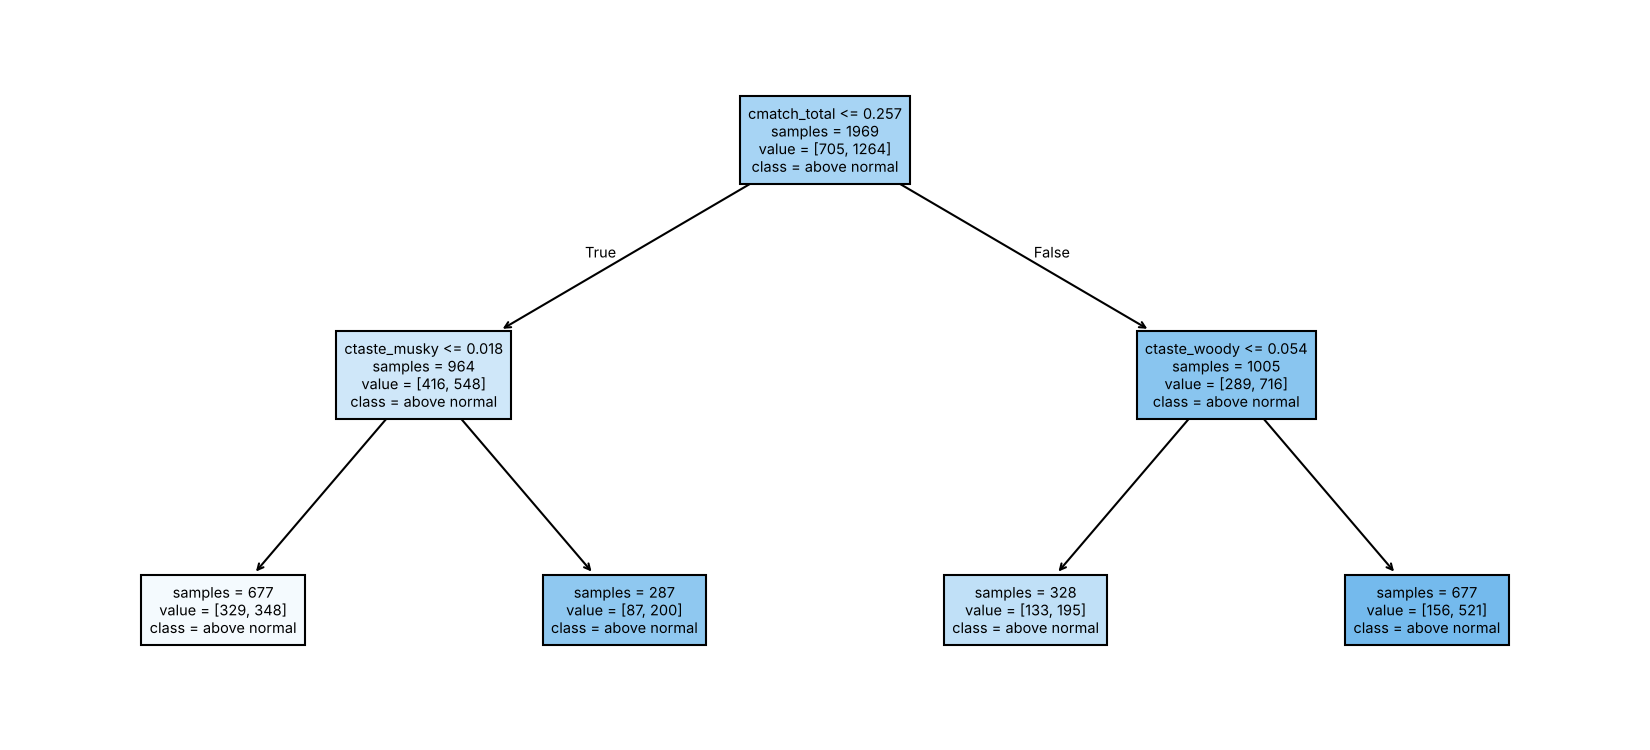 cmatch_total <= 0.257
samples = 1969
value = [705, 1264]
class = above normal
True
False
ctaste_musky <= 0.018
samples = 964
value = [416, 548]
class = above normal
ctaste_woody <= 0.054
samples = 1005
value = [289, 716]
class = above normal
samples = 677
value = [329, 348]
class = above normal
samples = 287
value = [87, 200]
class = above normal
samples = 328
value = [133, 195]
class = above normal
samples = 677
value = [156, 521]
class = above normal